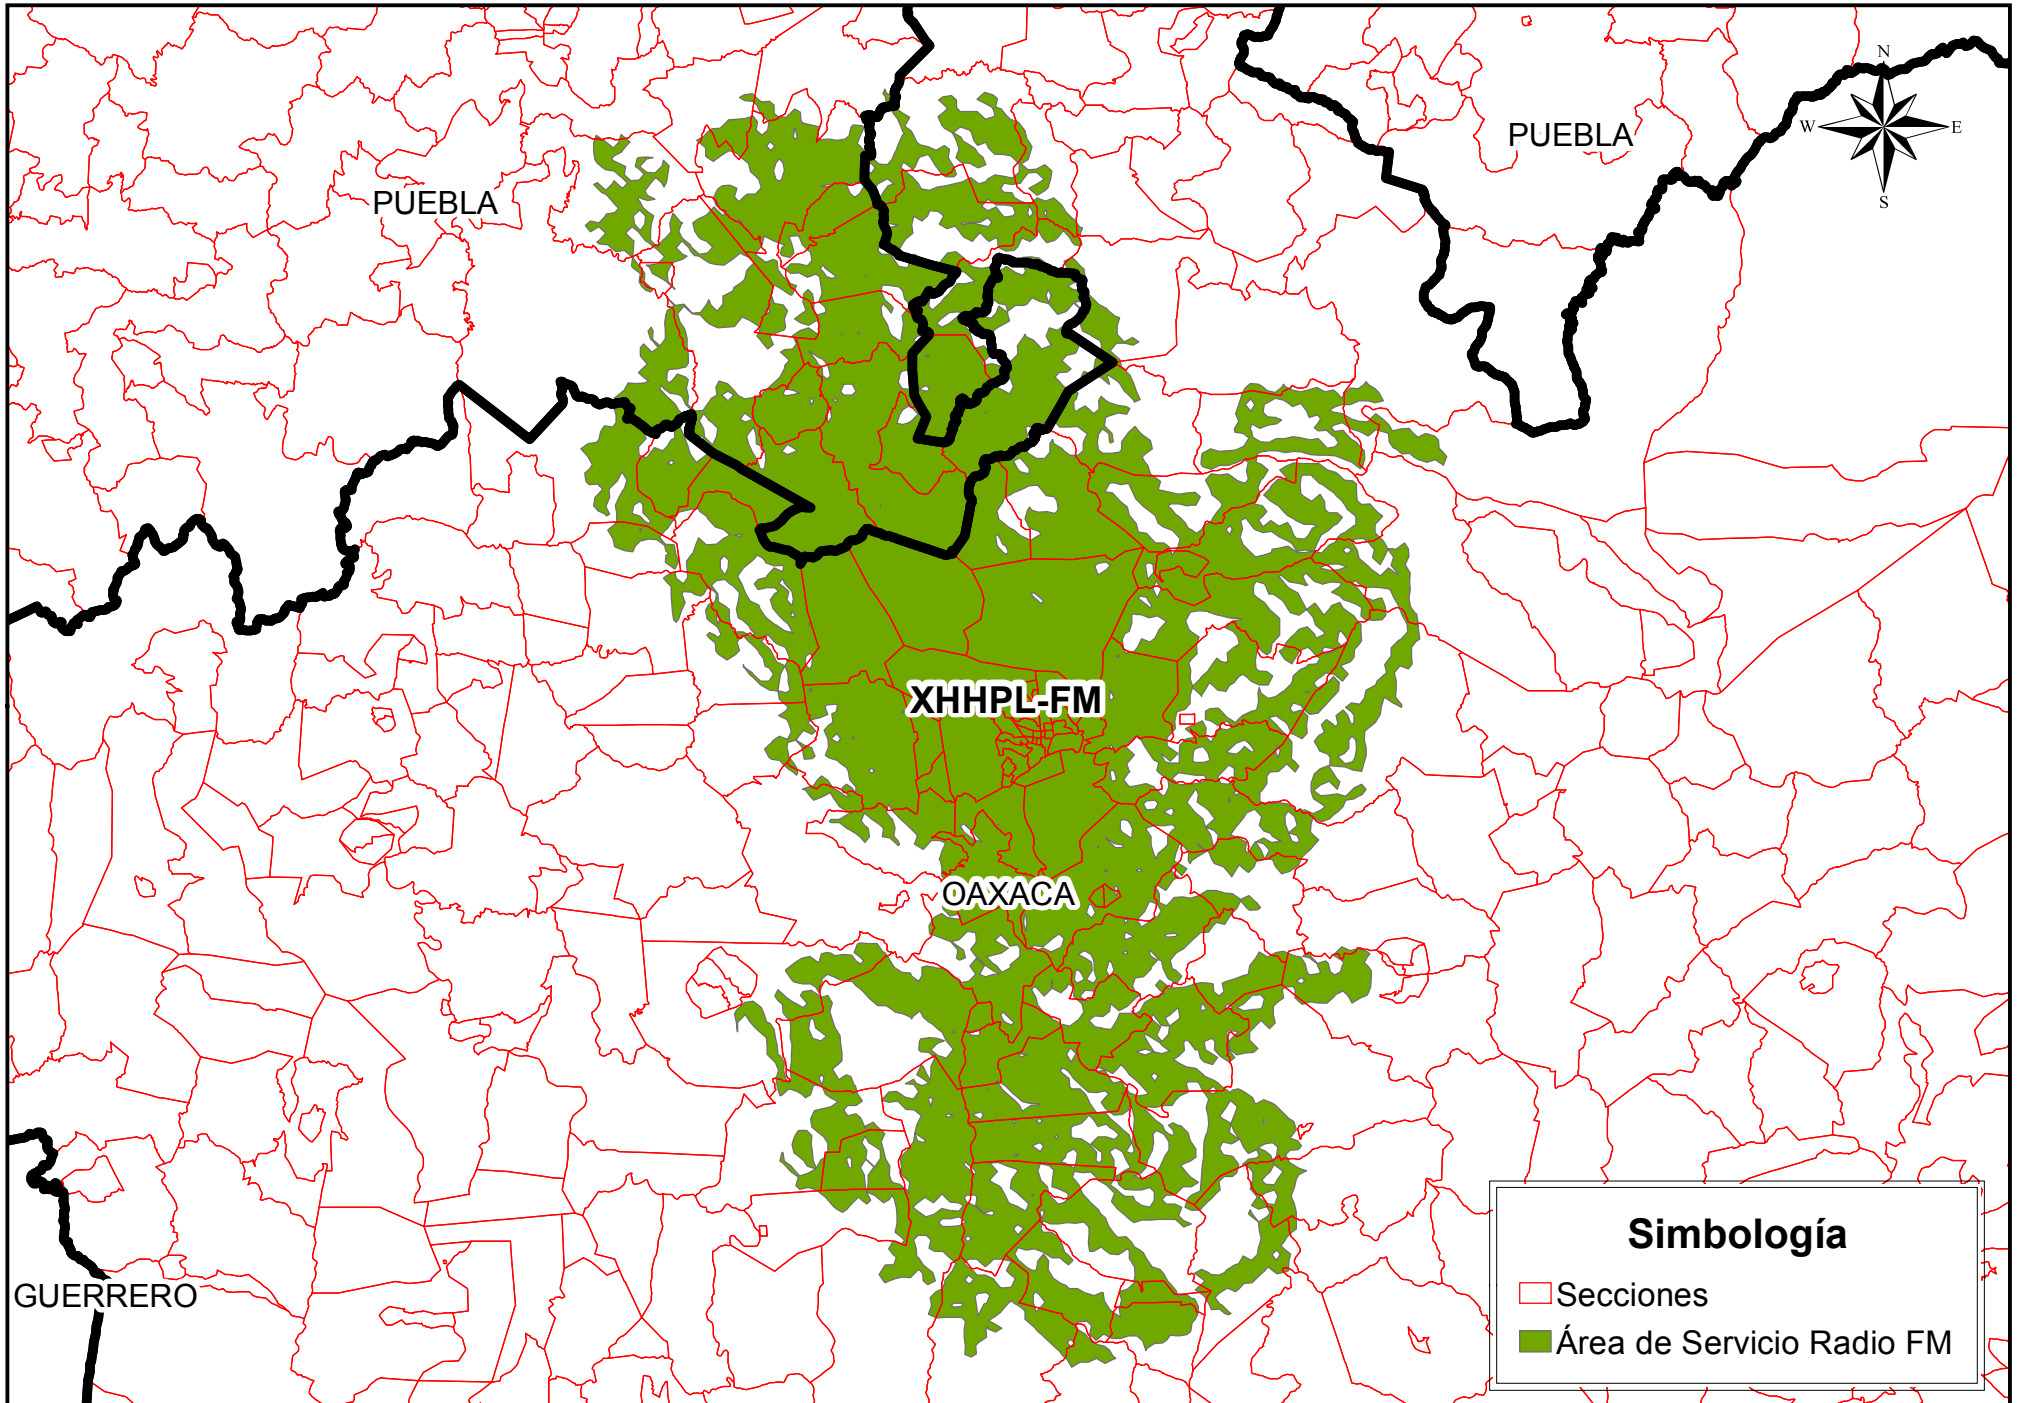 N
W E
S
PUEBLA
PUEBLA
XHHPL-FM
OAXACA
GUERRERO
Simbología
Secciones
Área de Servicio Radio FM